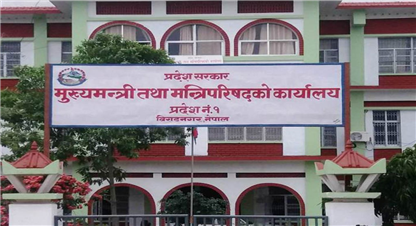 प्रदेश सरकार
मुख्यमन्त्री तथा मन्त्रिपरिषद्को कार्यालय
प्रदेश नं. १
बिराटनगर, नेपाल